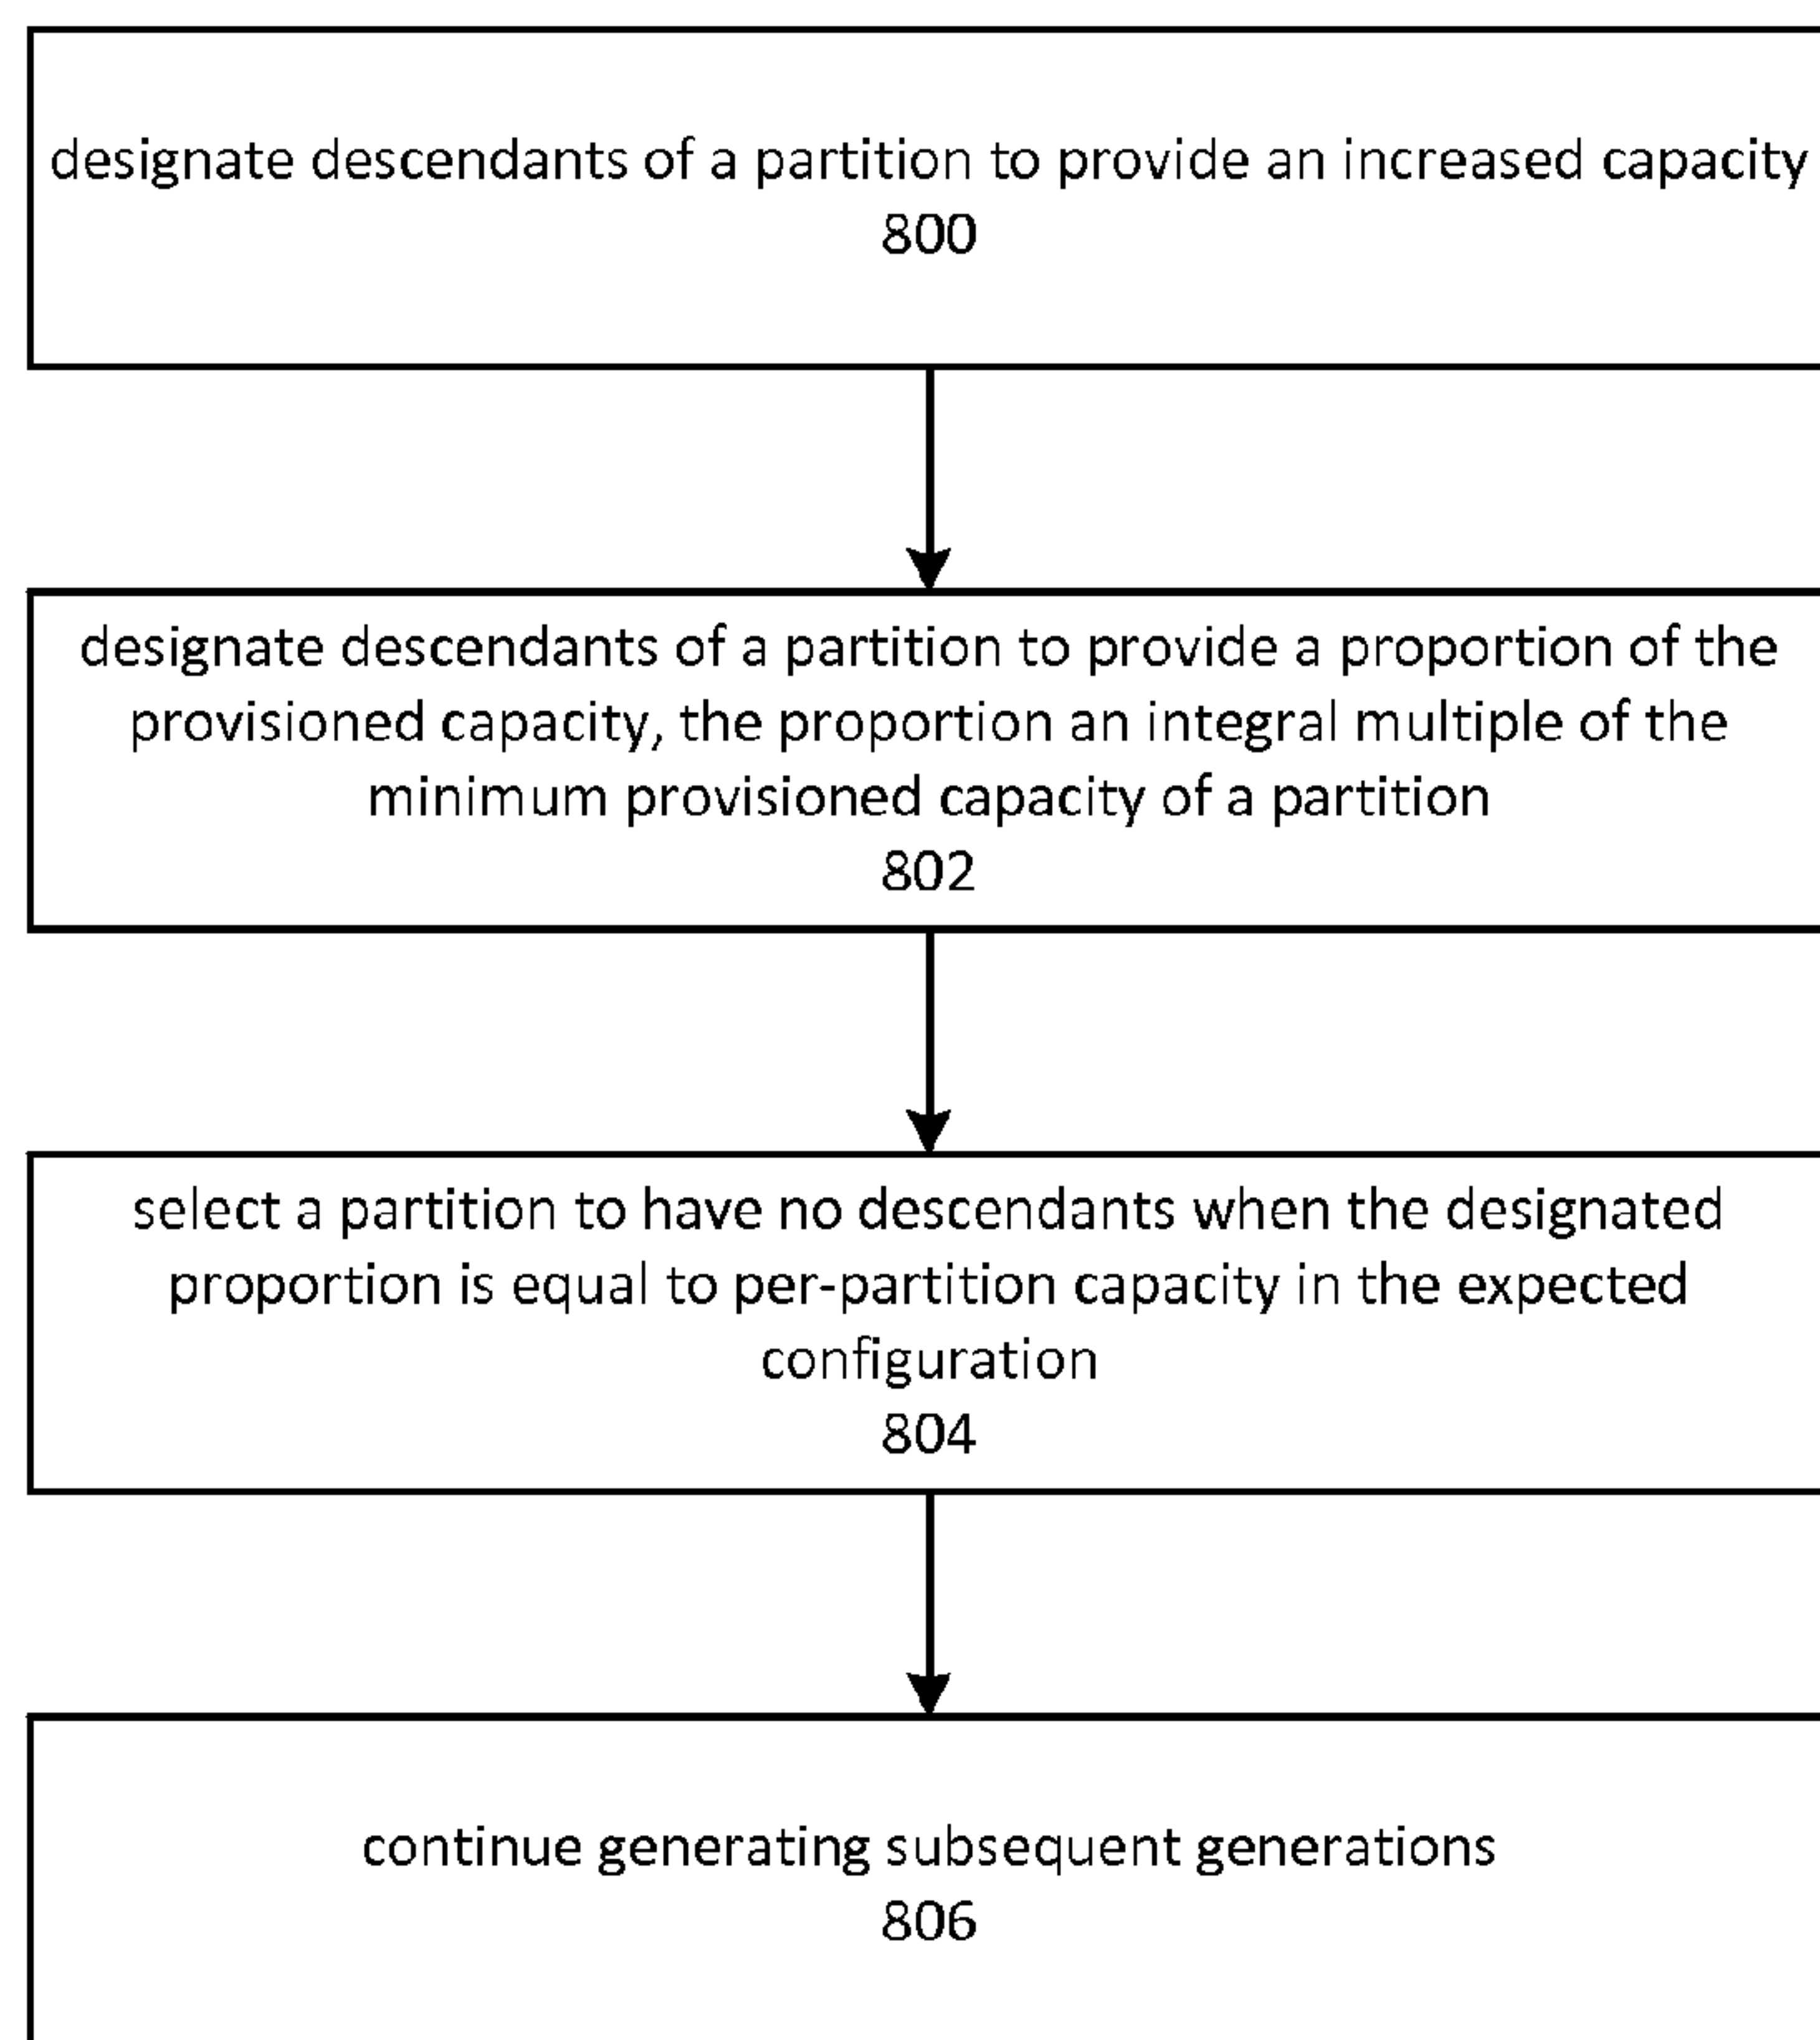 designate descendants of a partition to provide an increased capacity
800
designate descendants of a partition to provide a proportion of the
provisioned capacity, the proportion an integral multiple of the
minimum provisioned capacity of a partition
802
select a partition to have no descendants when the designated
proportion is equal to per-partition capacity in the expected
configuration
804
continue generating subsequent generations
806